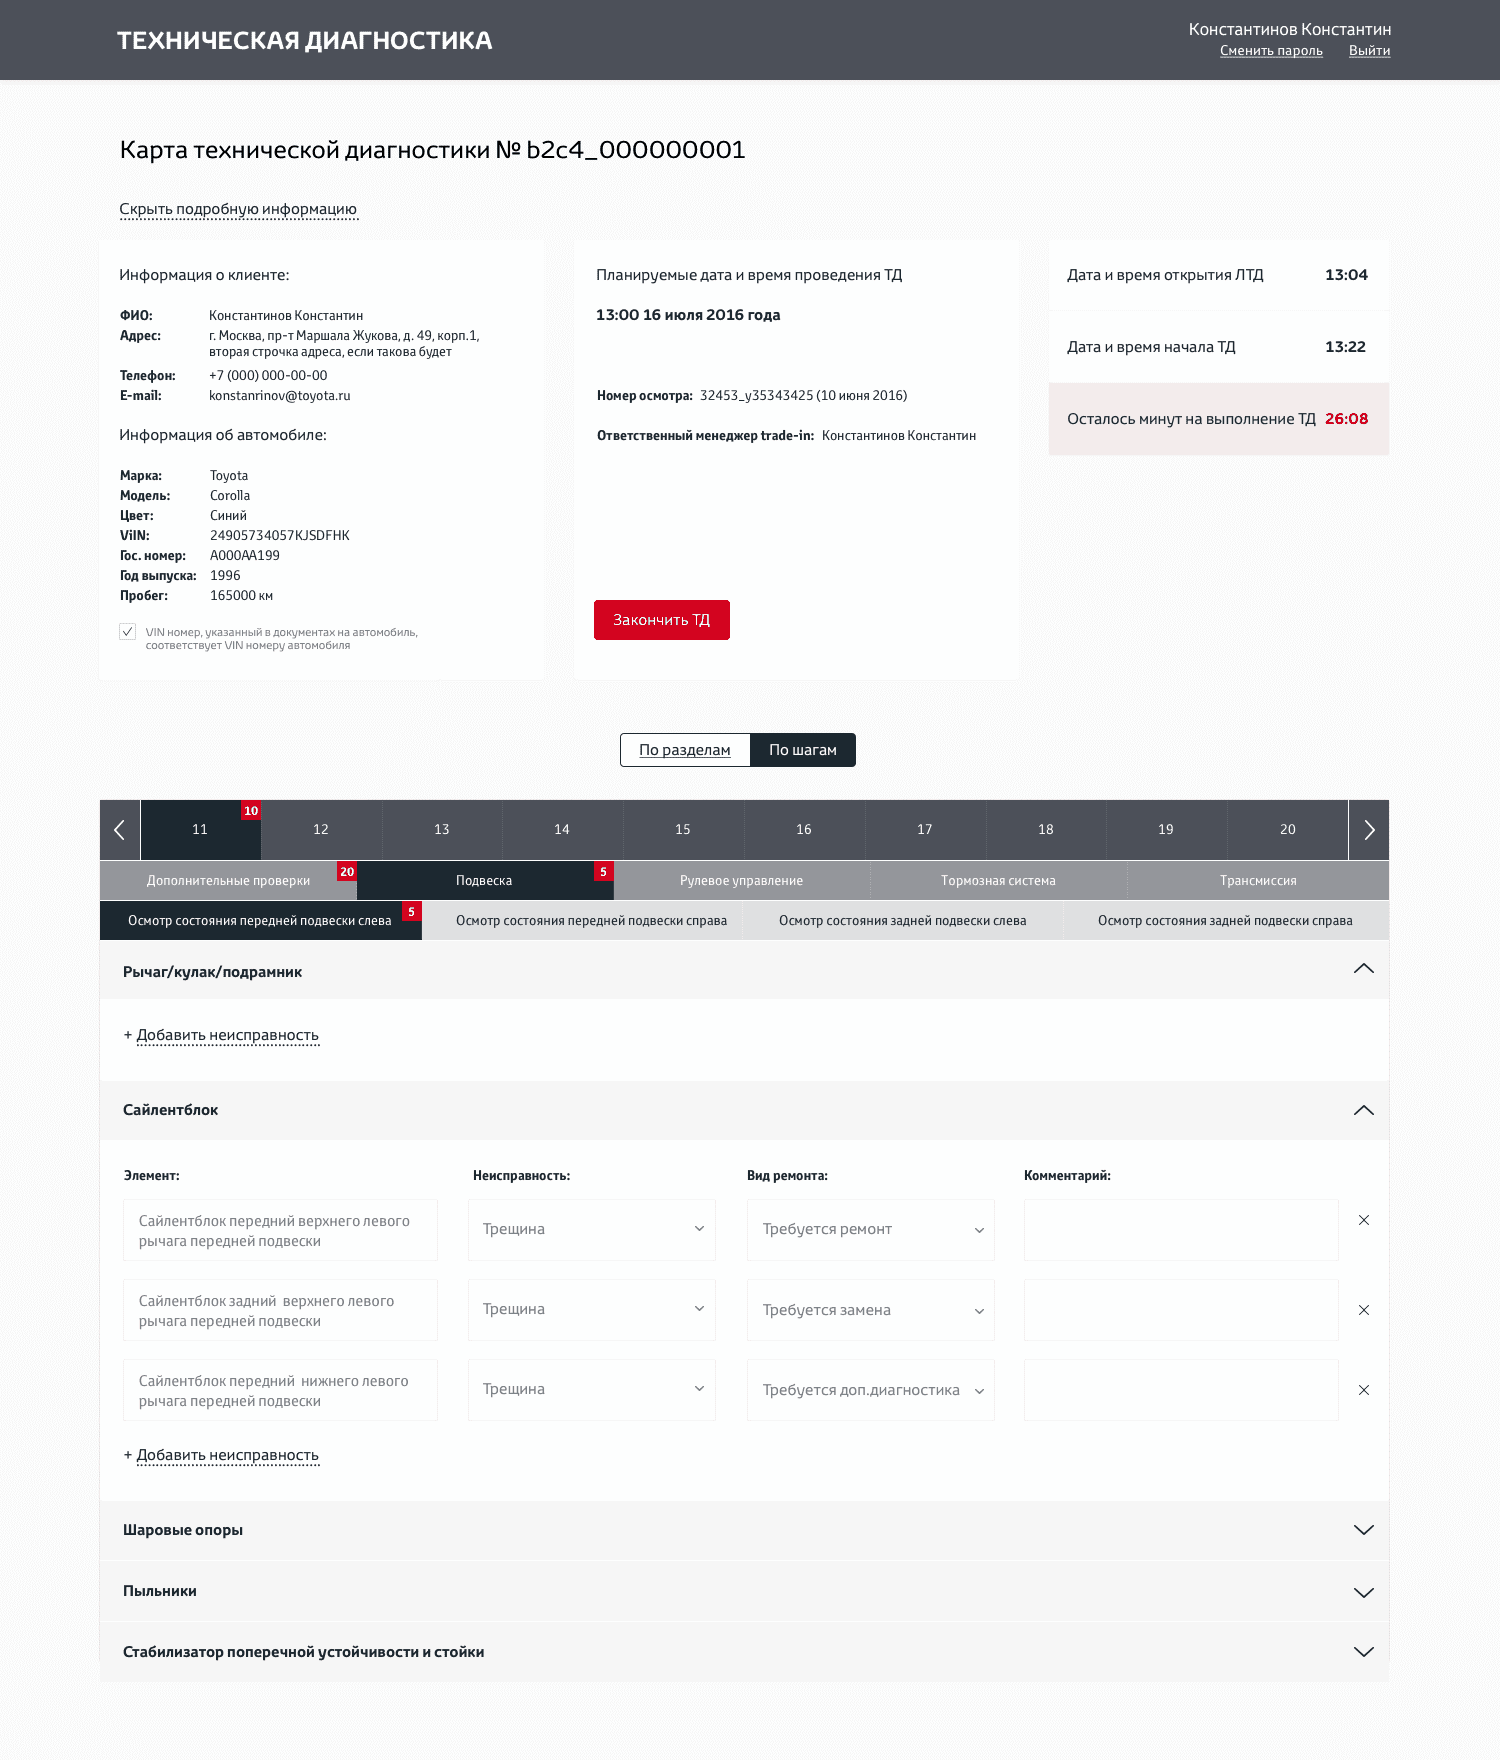 ТЕХНИЧЕСКАЯ ДИАГНОСТИКА
Константинов Константин
Сменить пароль Выйти
Карта технической диагностики № b2c4_000000001
Скрыть подробную информацию
Информация о клиенте:
ФИО: Константинов Константин
Адрес: г. Москва, пр-т Маршала Жукова, д. 49, корп.1,
вторая строчка адреса, если такова будет
Телефон: +7 (000) 000-00-00
E-mail: konstanrinov@toyota.ru
Информация об автомобиле:
Марка: Toyota
Модель: Corolla
Цвет: Синий
ViIN: 24905734057KJSDFHK
Гос. номер: А000АА199
Год выпуска: 1996
Пробег: 165000 км
VIN номер, указанный в документах на автомобиль,
соответствует VIN номеру автомобиля
Планируемые дата и время проведения ТД
13:00 16 июля 2016 года
Номер осмотра: 32453_y35343425 (10 июня 2016)
Ответственный менеджер trade-in: Константинов Константин
Закончить ТД
Дата и время открытия ЛТД 13:04
Дата и время начала ТД 13:22
Осталось минут на выполнение ТД 26:08
По разделам По шагам
11 10 12 13 14 15 16 17 18 19 20
Дополнительные проверки 20 Подвеска 5 Рулевое управление Тормозная система Трансмиссия
Осмотр состояния передней подвески слева 5 Осмотр состояния передней подвески справа Осмотр состояния задней подвески слева Осмотр состояния задней подвески справа
Рычаг/кулак/подрамник
+ Добавить неисправность
Сайлентблок
Элемент: Неисправность: Вид ремонта: Комментарий:
Сайлентблок передний верхнего левого
рычага передней подвески
Трещина
Требуется ремонт
Сайлентблок задний верхнего левого
рычага передней подвески
Трещина
Требуется замена
Сайлентблок передний нижнего левого
рычага передней подвески
Трещина
Требуется доп.диагностика
+ Добавить неисправность
Шаровые опоры
Пыльники
Стабилизатор поперечной устойчивости и стойки